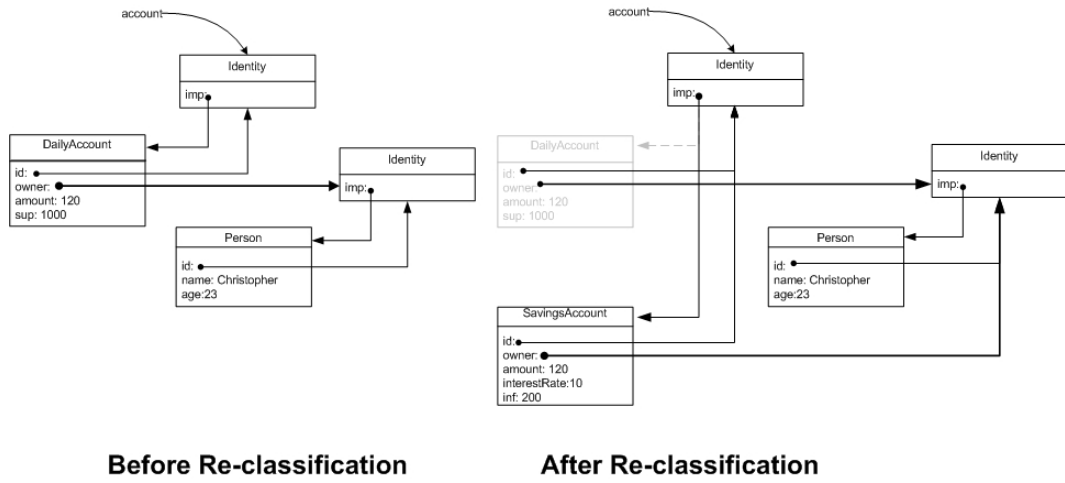 account
Identity
imp:
DailyAccount
id:
owner:
amount: 120
sup: 1000
Identity
imp:
Person
id:
name: Christopher
age:23
Before Re-classification
account
Identity
imp:
DailyAccount
id:
owner:
amount: 120
sup: 1000
Identity
imp:
Person
id:
name: Christopher
age:23
SavingsAccount
id:
owner:
amount: 120
interestRate:10
inf: 200
After Re-classification